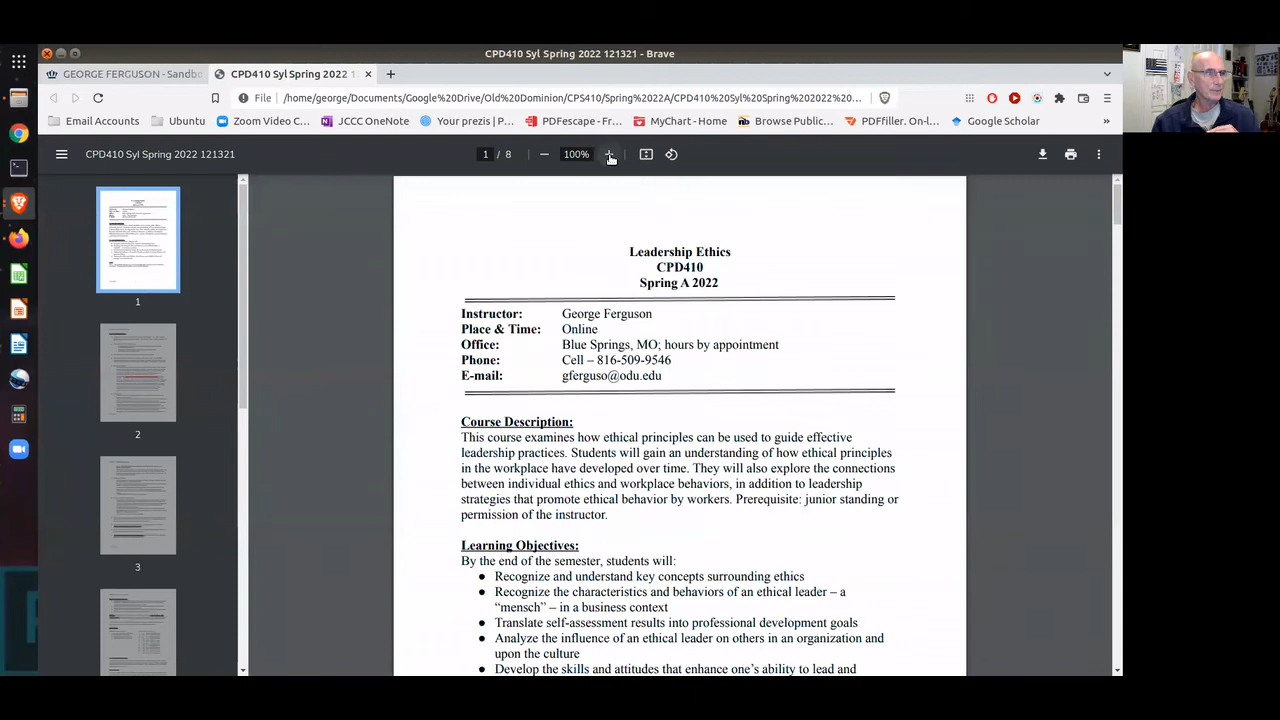 CPD410 Syl Spring 2022 121321 - Brave
GEORGE FERGUSON - Sandbo
CPD410 Syl Spring 2022 1
File
/home/george/Documents/Google%20Drive/Old%20Dominion/CPS410/Spring%2022A/CPD410%20Syl%20Spring%202022%20...
Email Accounts
Ubuntu
Zoom Video C...
JCCC OneNote
Your prezis | P...
PDFescape - Fr...
MyChart - Home
Browse Public...
PDFfiller. On-l...
Google Scholar
»
CPD410 Syl Spring 2022 121321
1 / 8
100%
1
2
3
Leadership Ethics
CPD410
Spring A 2022
Instructor: George Ferguson
Place & Time: Online
Office: Blue Springs, MO; hours by appointment
Phone: Cell – 816-509-9546
E-mail: gferguso@odu.edu
Course Description:
This course examines how ethical principles can be used to guide effective
leadership practices. Students will gain an understanding of how ethical principles
in the workplace have developed over time. They will also explore the connections
between individual ethics and workplace behaviors, in addition to leadership
strategies that promote ethical behavior by workers. Prerequisite: junior standing or
permission of the instructor.
Learning Objectives:
By the end of the semester, students will:
● Recognize and understand key concepts surrounding ethics
● Recognize the characteristics and behaviors of an ethical leader – a
“mensch” – in a business context
● Translate self-assessment results into professional development goals
● Analyze the influence of an ethical leader on others in an organization and
upon the culture
● Develop the skills and attitudes that enhance one’s ability to lead and